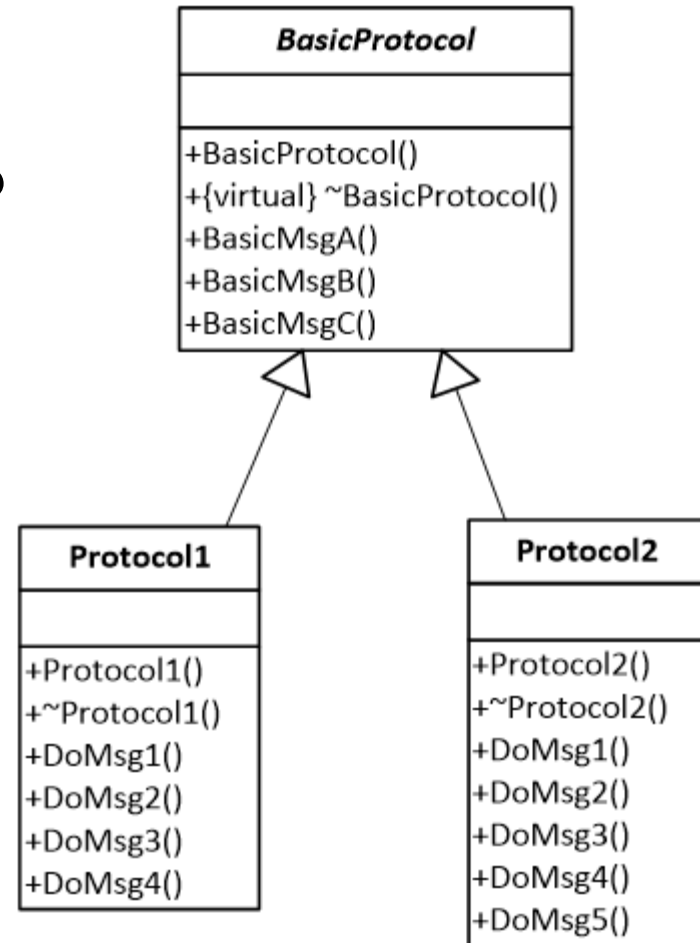 BasicProtocol
+BasicProtocol()
+{virtual} ~BasicProtocol()
+BasicMsgA()
+BasicMsgB()
+BasicMsgC()
Protocol1
+Protocol1()
+~Protocol1()
+DoMsg1()
+DoMsg2()
+DoMsg3()
+DoMsg4()
Protocol2
+Protocol2()
+~Protocol2()
+DoMsg1()
+DoMsg2()
+DoMsg3()
+DoMsg4()
+DoMsg5()